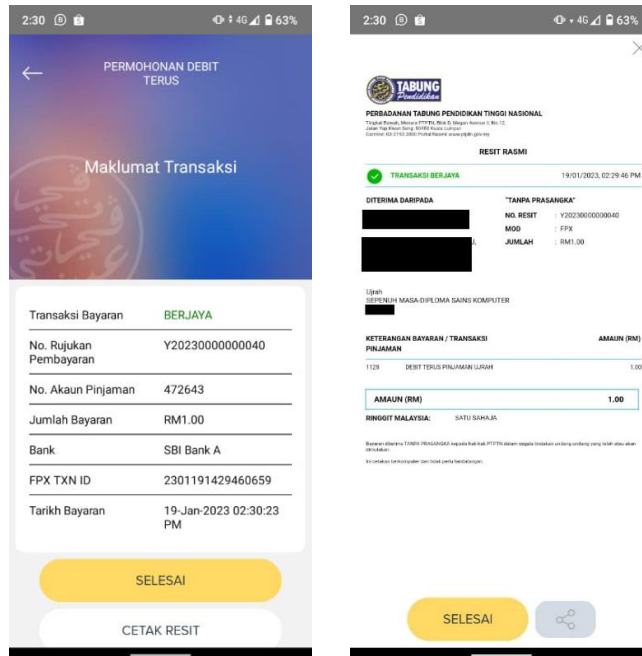 2:30
4G
63%
PERMOHONAN DEBIT
TERUS
Maklumat Transaksi
Transaksi Bayaran BERJAYA
No. Rujukan
Pembayaran
Y20230000000040
No. Akaun Pinjaman 472643
Jumlah Bayaran RM1.00
Bank SBI Bank A
FPX TXN ID 2301191429460659
Tarikh Bayaran 19-Jan-2023 02:30:23
PM
SELESAI
CETAK RESIT
2:30
4G
63%
TABUNG
Pendidikan
PERBADANAN TABUNG PENDIDIKAN TINGGI NASIONAL
RESIT RASMI
TRANSAKSI BERJAYA 19/01/2023, 02:29:46 PM
DITERIMA DARIPADA "TANPA PRASANGKA"
NO. RESIT : Y20230000000040
MOD : FPX
JUMLAH : RM1.00
Ujrah
SEPENUH MASA-DIPLOMA SAINS KOMPUTER
KETERANGAN BAYARAN / TRANSAKSI
PINJAMAN
AMAUN (RM)
1128 DEBIT TERUS PINJAMAN UJRAH 1.00
AMAUN (RM) 1.00
RINGGIT MALAYSIA: SATU SAHAJA
SELESAI